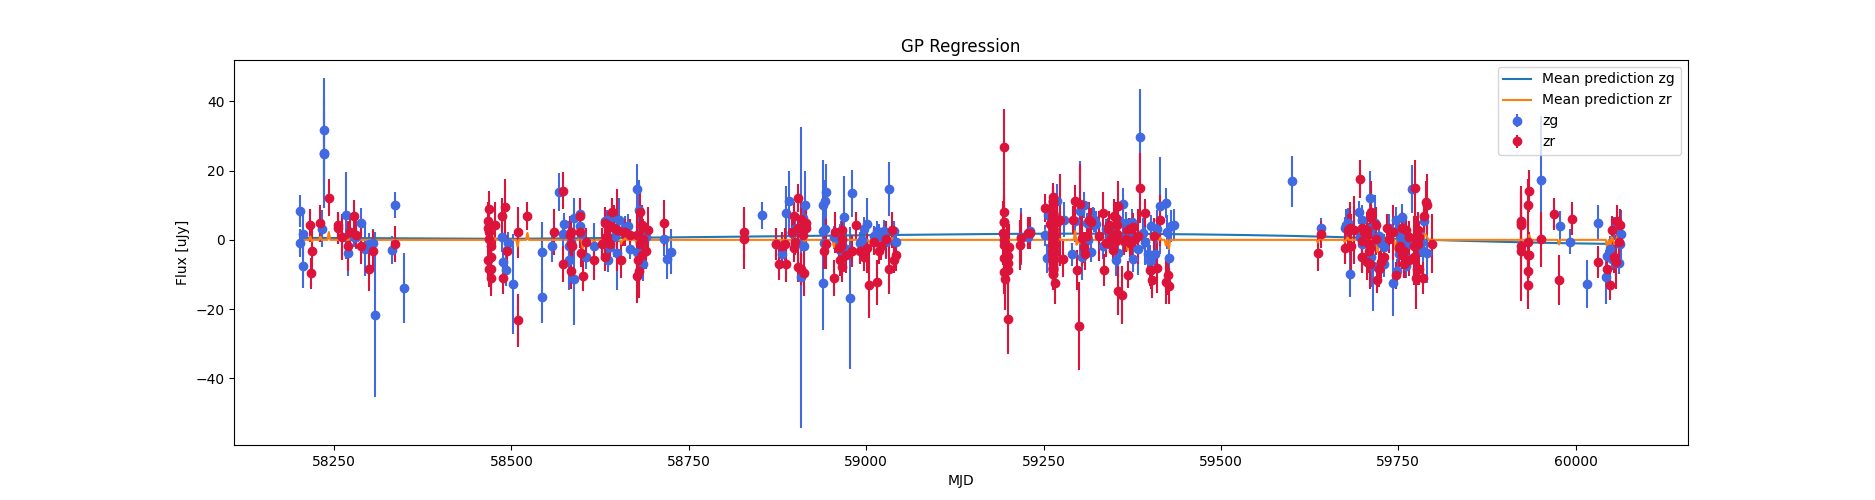 GP Regression
Mean prediction zg
Mean prediction zr
zg
zr
Flux [uJy]
40
20
0
−20
−40
58250
58500
58750
59000
59250
59500
59750
60000
MJD